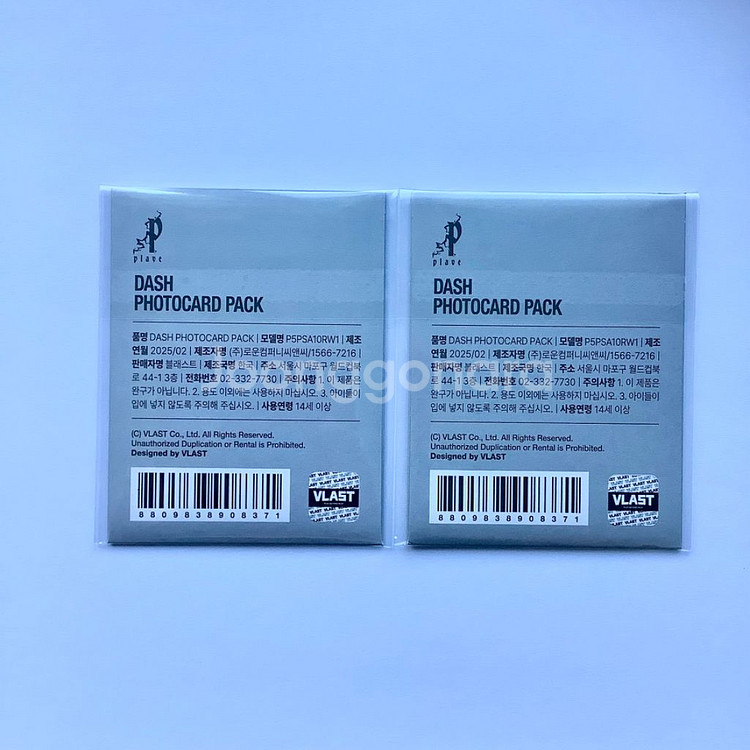 plave
DASH
PHOTOCARD PACK
품명 DASH PHOTOCARD PACK | 모델명 P5PSA10RW1 | 제조
연월 2025/02 | 제조자명 (주)로운컴퍼니씨앤씨/1566-7216 |
판매자명 블래스트 | 제조국명 한국 | 주소 서울시 마포구 월드컵북
로 44-1 3층 | 전화번호 02-332-7730 | 주의사항 1. 이 제품은
완구가 아닙니다. 2. 용도 이외에는 사용하지 마십시오. 3. 아이들이
입에 넣지 않도록 주의해 주십시오. | 사용연령 14세 이상
(C) VLAST Co., Ltd. All Rights Reserved.
Unauthorized Duplication or Rental is Prohibited.
Designed by VLAST
8809838908371
VLAST
plave
DASH
PHOTOCARD PACK
품명 DASH PHOTOCARD PACK | 모델명 P5PSA10RW1 | 제조
연월 2025/02 | 제조자명 (주)로운컴퍼니씨앤씨/1566-7216 |
판매자명 블래스트 | 제조국명 한국 | 주소 서울시 마포구 월드컵북
로 44-1 3층 | 전화번호 02-332-7730 | 주의사항 1. 이 제품은
완구가 아닙니다. 2. 용도 이외에는 사용하지 마십시오. 3. 아이들이
입에 넣지 않도록 주의해 주십시오. | 사용연령 14세 이상
(C) VLAST Co., Ltd. All Rights Reserved.
Unauthorized Duplication or Rental is Prohibited.
Designed by VLAST
8809838908371
VLAST